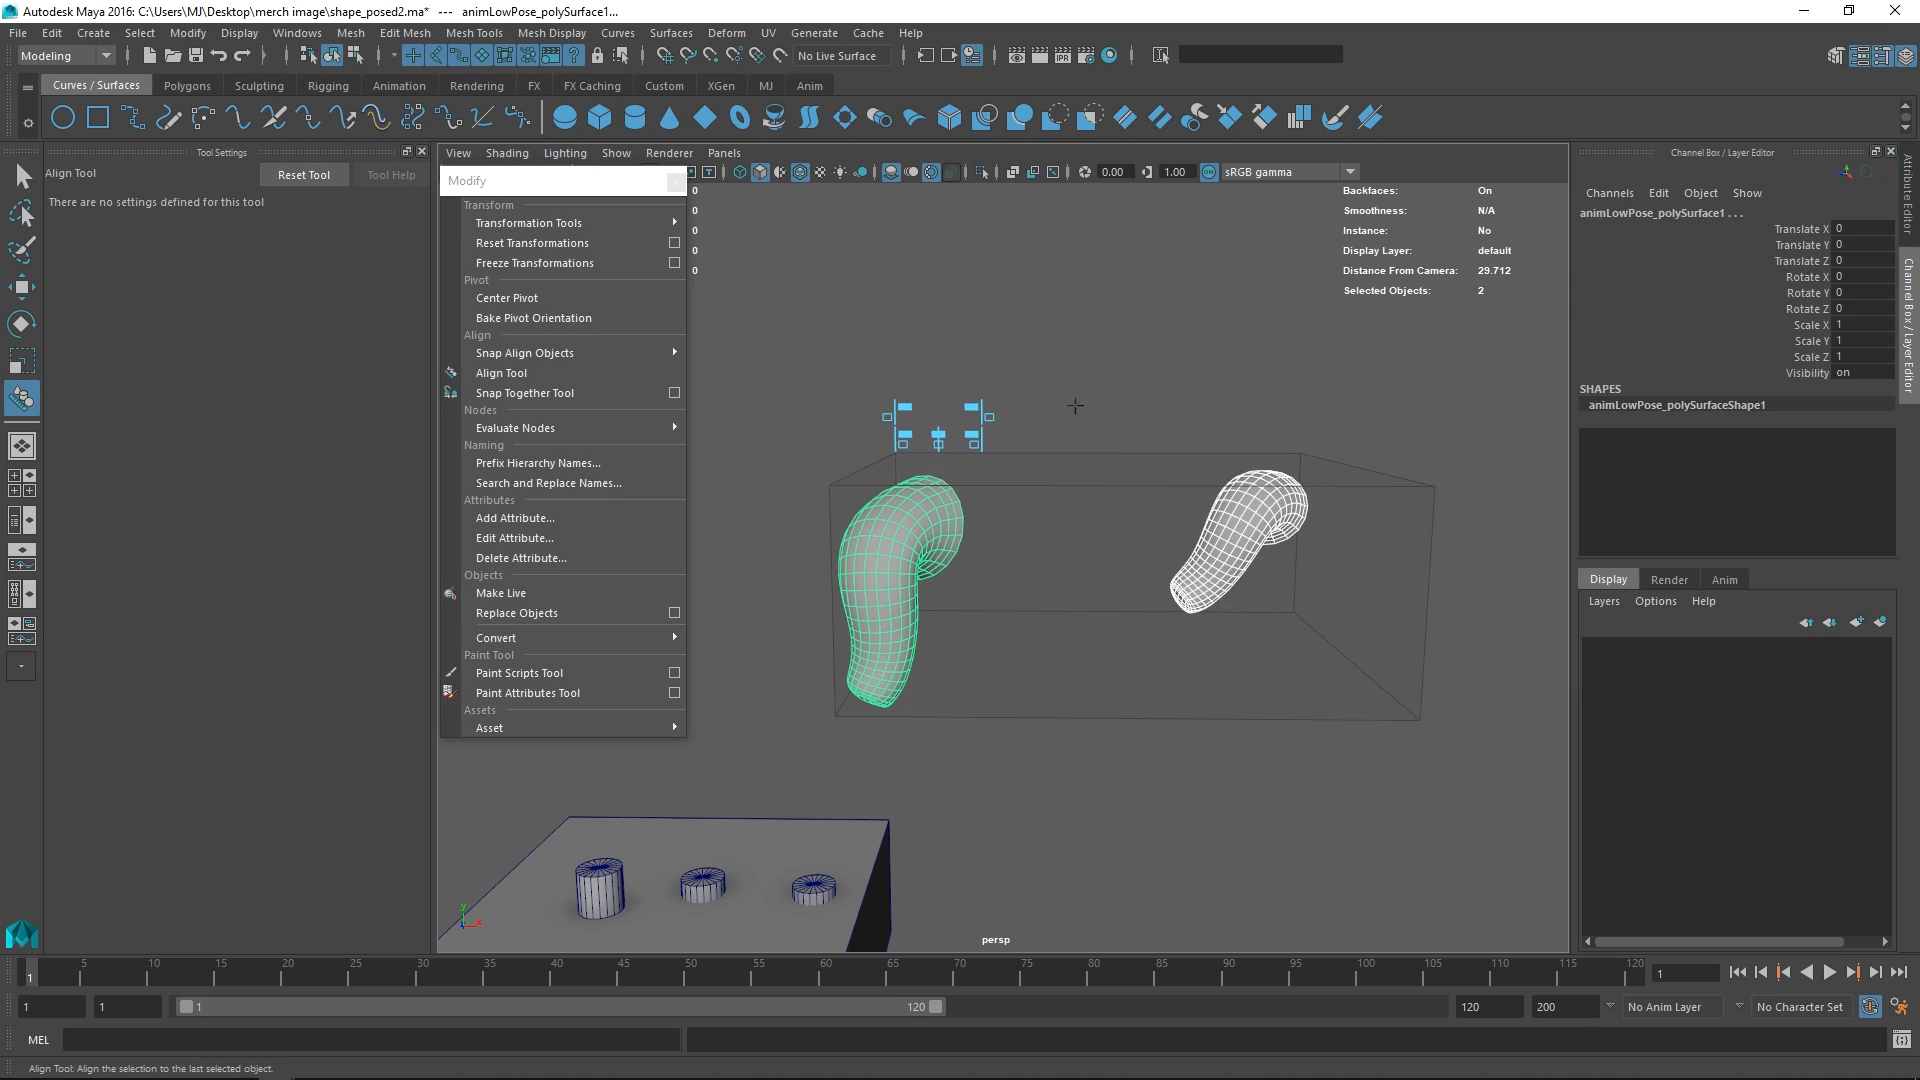 Autodesk Maya 2016: C:\Users\MJ\Desktop\merch image\shape_posed2.ma* --- animLowPose_polySurface1...
File Edit Create Select Modify Display Windows Mesh Edit Mesh Mesh Tools Mesh Display Curves Surfaces Deform UV Generate Cache Help
Modeling No Live Surface
Curves / Surfaces Polygons Sculpting Rigging Animation Rendering FX FX Caching Custom XGen MJ Anim
Tool Settings
Align Tool Reset Tool Tool Help
There are no settings defined for this tool
View Shading Lighting Show Renderer Panels
0.00 1.00 sRGB gamma
Modify
Transform
Transformation Tools
Reset Transformations
Freeze Transformations
Pivot
Center Pivot
Bake Pivot Orientation
Align
Snap Align Objects
Align Tool
Snap Together Tool
Nodes
Evaluate Nodes
Naming
Prefix Hierarchy Names...
Search and Replace Names...
Attributes
Add Attribute...
Edit Attribute...
Delete Attribute...
Objects
Make Live
Replace Objects
Convert
Paint Tool
Paint Scripts Tool
Paint Attributes Tool
Assets
Asset
0
0
0
0
0
Backfaces: On
Smoothness: N/A
Instance: No
Display Layer: default
Distance From Camera: 29.712
Selected Objects: 2
y
x
persp
Channel Box / Layer Editor
Channels Edit Object Show
animLowPose_polySurface1 . . .
Translate X 0
Translate Y 0
Translate Z 0
Rotate X 0
Rotate Y 0
Rotate Z 0
Scale X 1
Scale Y 1
Scale Z 1
Visibility on
SHAPES
animLowPose_polySurfaceShape1
Display Render Anim
Layers Options Help
Attribute Editor
Channel Box / Layer Editor
1 5 10 15 20 25 30 35 40 45 50 55 60 65 70 75 80 85 90 95 100 105 110 115 120 1
1 1 1 120 120 200 No Anim Layer No Character Set
MEL
Align Tool: Align the selection to the last selected object.